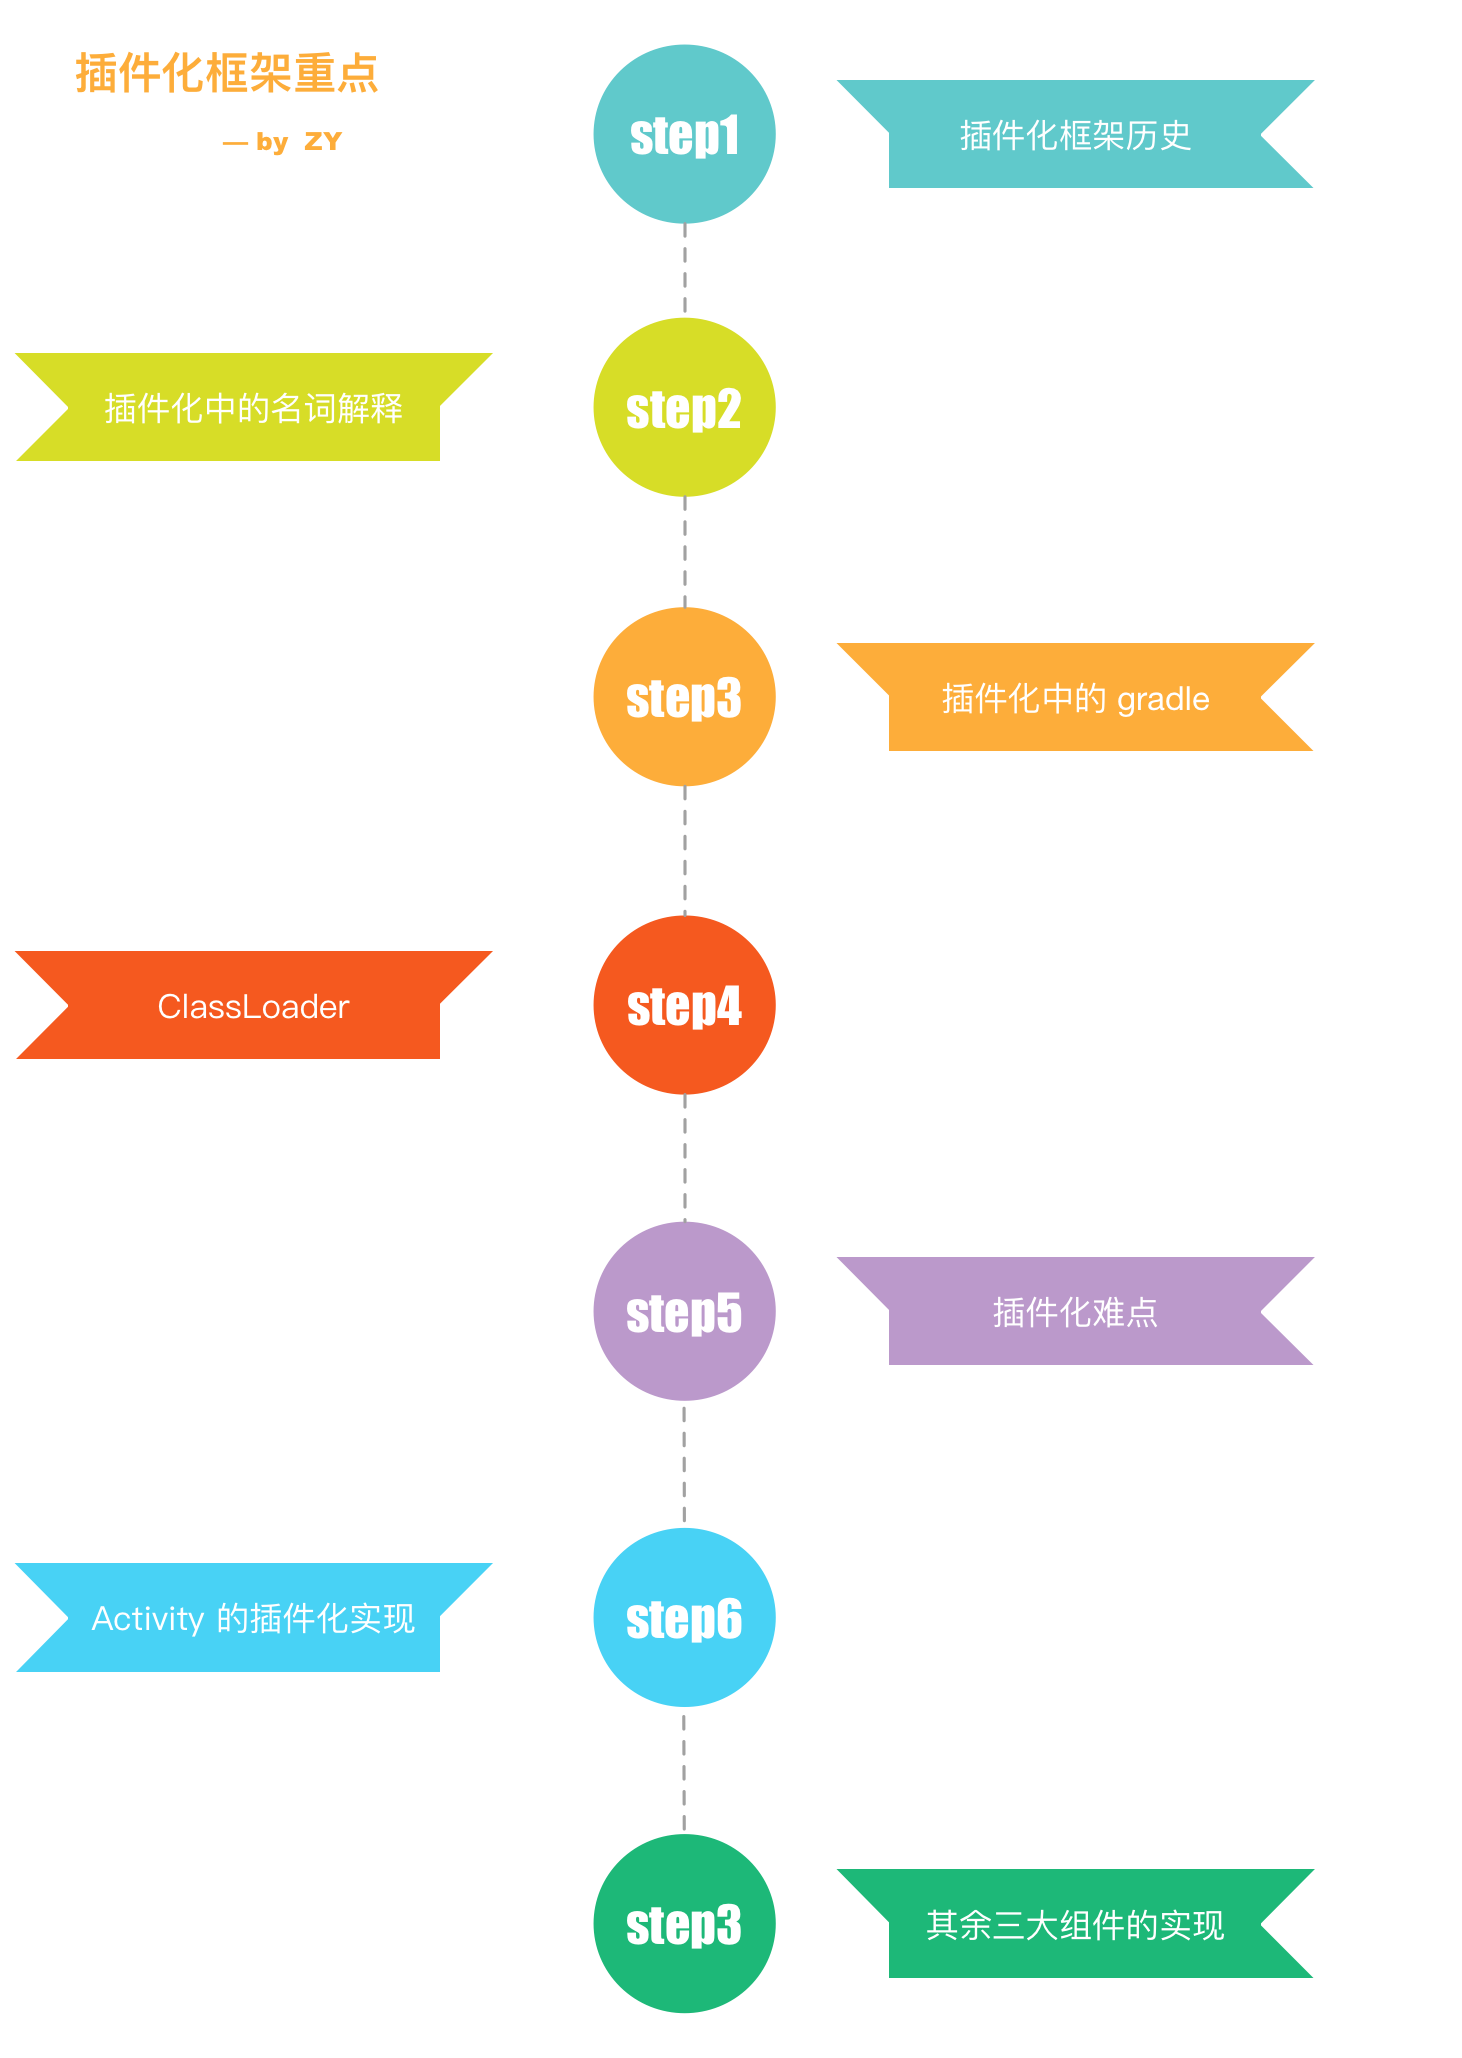 插件化框架重点
— by ZY
step1
插件化框架历史
插件化中的名词解释
step2
step3
插件化中的 gradle
ClassLoader
step4
step5
插件化难点
Activity 的插件化实现
step6
step3
其余三大组件的实现